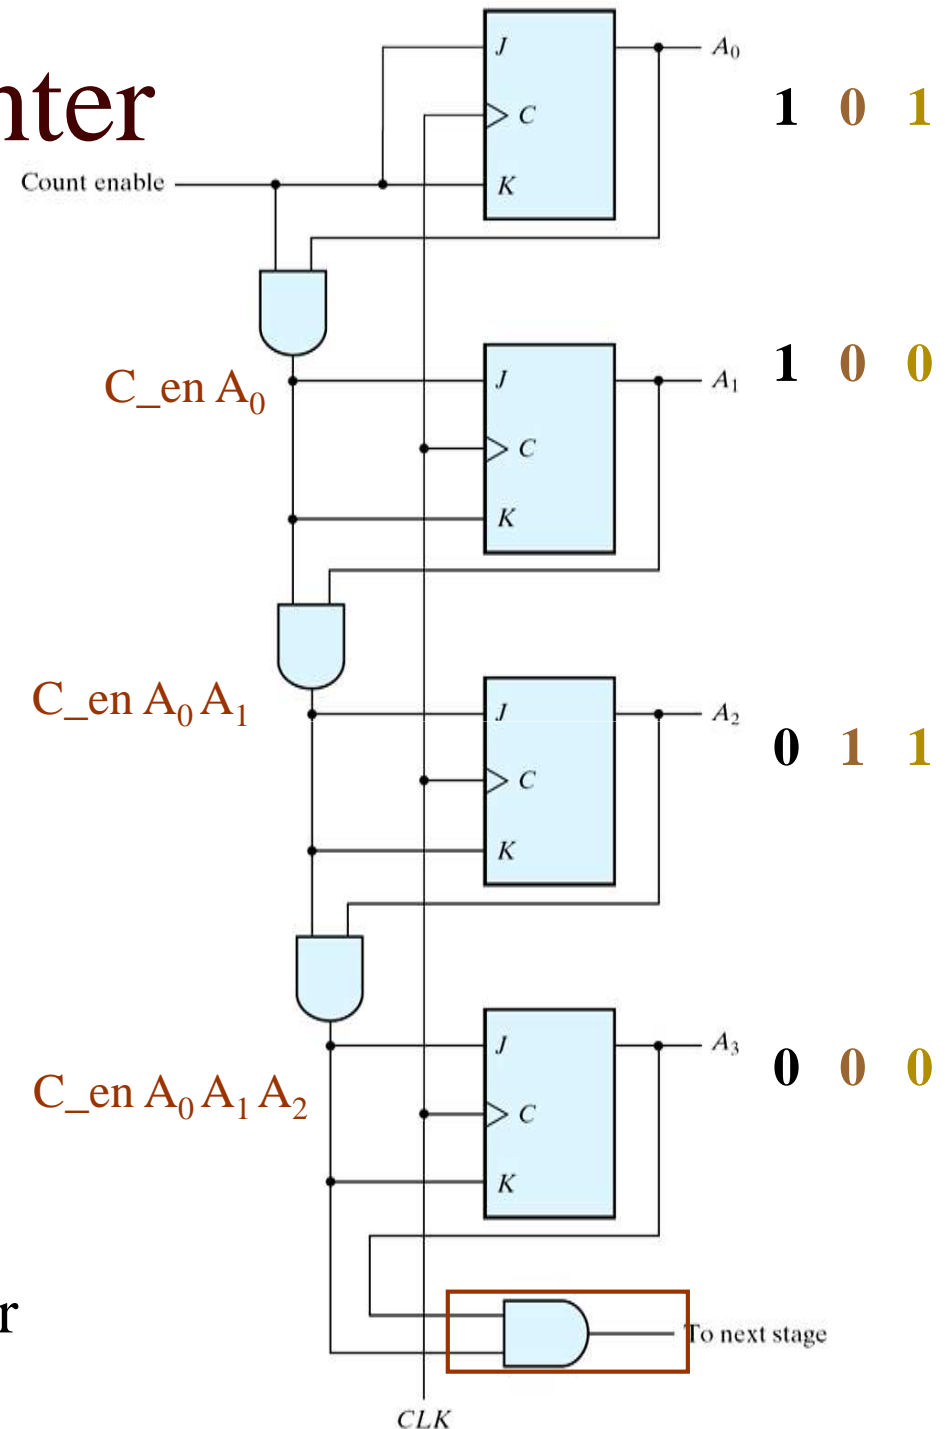 J A₀
nter 1 0 1
C
Count enable K
J A₁ 1 0 0
C_en A₀
C
K
C_en A₀ A₁
J A₂
0 1 1
C
K
J A₃
0 0 0
C_en A₀ A₁ A₂
C
K
r
To next stage
CLK